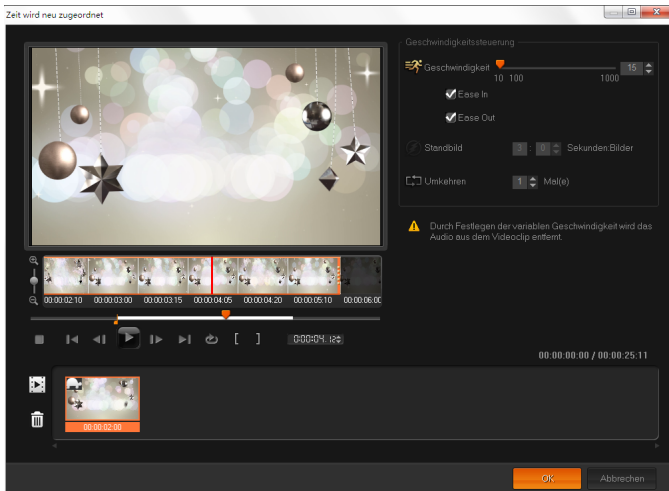 Zeit wird neu zugeordnet
Geschwindigkeitssteuerung
Geschwindigkeit
15
10 100 1000
Ease In
Ease Out
Standbild 3 : 0 Sekunden:Bilder
Umkehren 1 Mal(e)
Durch Festlegen der variablen Geschwindigkeit wird das
Audio aus dem Videoclip entfernt.
00:00:02:10 00:00:03:00 00:00:03:15 00:00:04:05 00:00:04:20 00:00:05:10 00:00:06:00
[ ] 0:00:04.12
00:00:00:00 / 00:00:25:11
00:00:02:00
OK Abbrechen